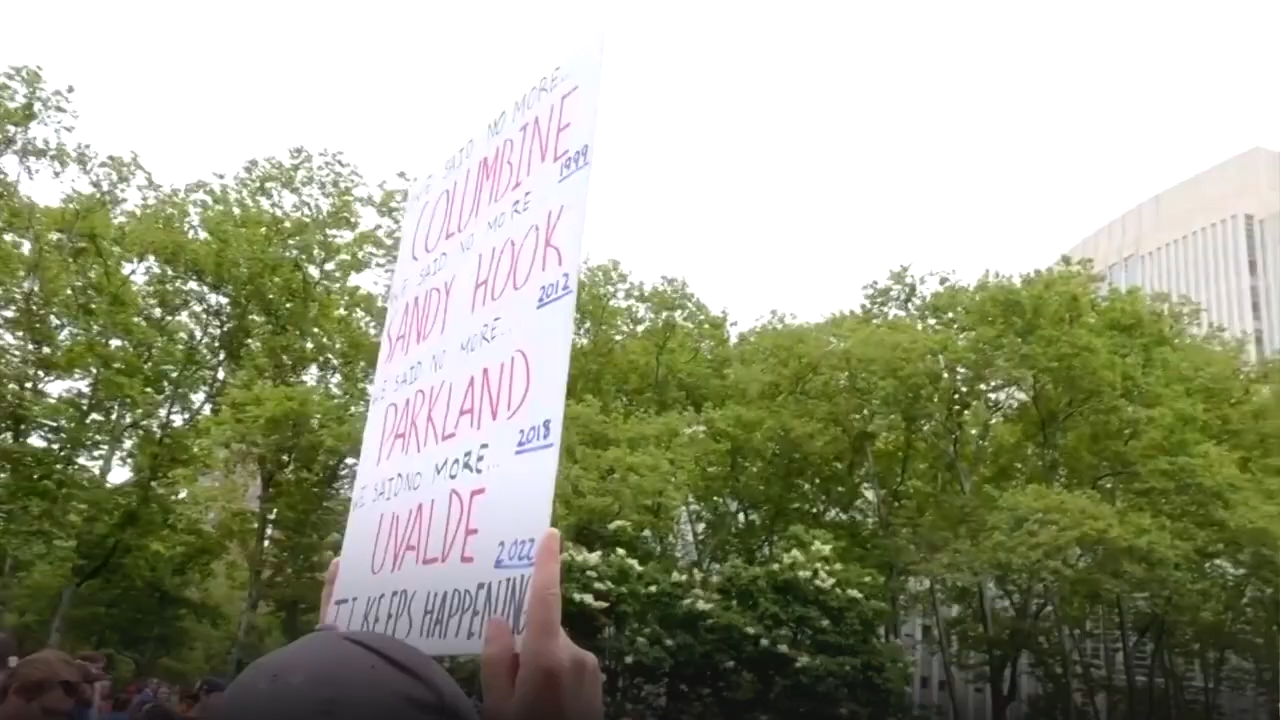 WE SAID NO MORE...
COLUMBINE
1999
WE SAID NO MORE
SANDY HOOK
2012
WE SAID NO MORE...
PARKLAND
2018
WE SAID NO MORE...
UVALDE
2022
IT KEEPS HAPPENING